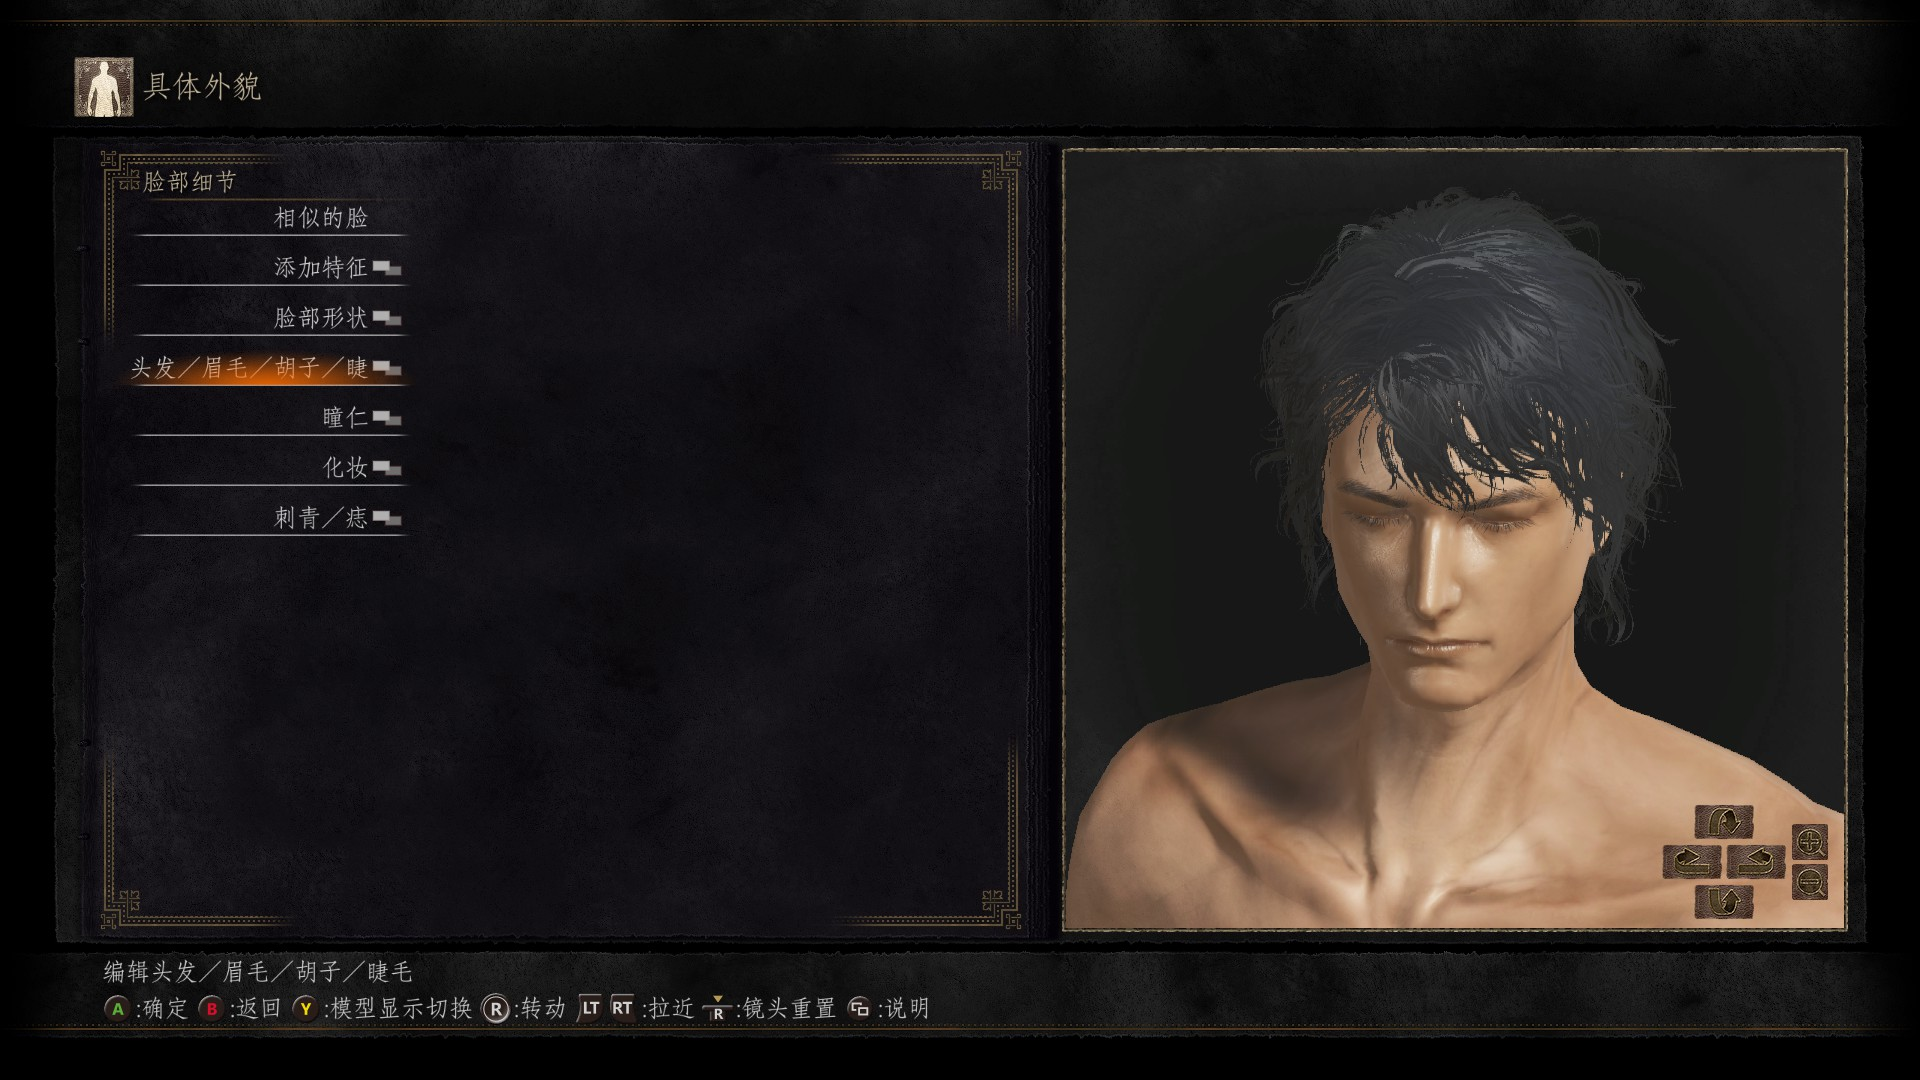 具体外貌
脸部细节
相似的脸
添加特征
脸部形状
头发／眉毛／胡子／睫
瞳仁
化妆
刺青／痣
编辑头发／眉毛／胡子／睫毛
A:确定 B:返回 Y:模型显示切换 R:转动 LT RT:拉近 R:镜头重置 :说明